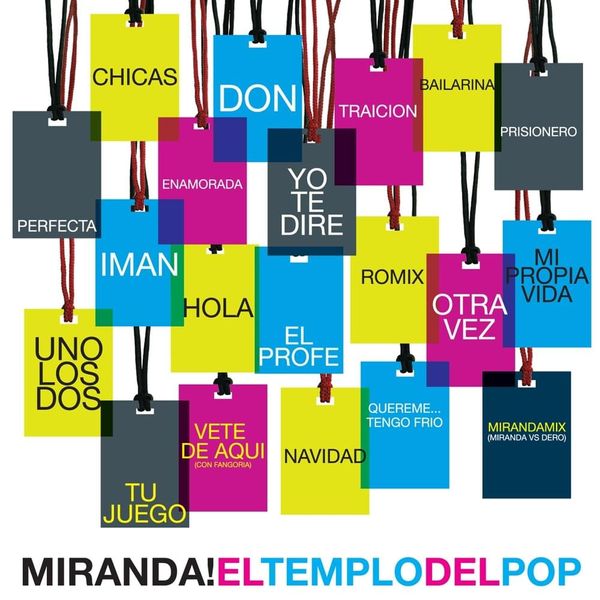 CHICAS
DON
TRAICION
BAILARINA
PRISIONERO
PERFECTA
ENAMORADA
YO
TE
DIRE
IMAN
HOLA
EL
PROFE
ROMIX
OTRA
VEZ
MI
PROPIA
VIDA
UNO
LOS
DOS
TU
JUEGO
VETE
DE AQUI
(CON FANGORIA)
NAVIDAD
QUEREME...
TENGO FRIO
MIRANDAMIX
(MIRANDA VS DERO)
MIRANDA!ELTEMPLODELPOP